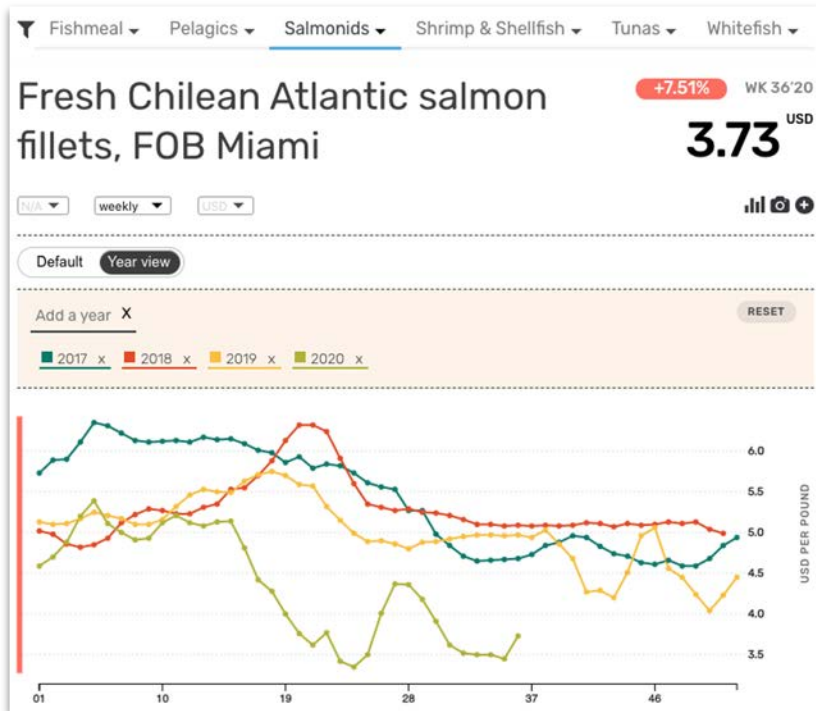 Fishmeal Pelagics Salmonids Shrimp & Shellfish Tunas Whitefish
Fresh Chilean Atlantic salmon
fillets, FOB Miami
+7.51% WK 36'20
3.73 USD
N/A weekly USD
Default Year view
Add a year X
RESET
2017 x 2018 x 2019 x 2020 x
6.0
5.5
5.0
4.5
4.0
3.5
USD PER POUND
01 10 19 28 37 46